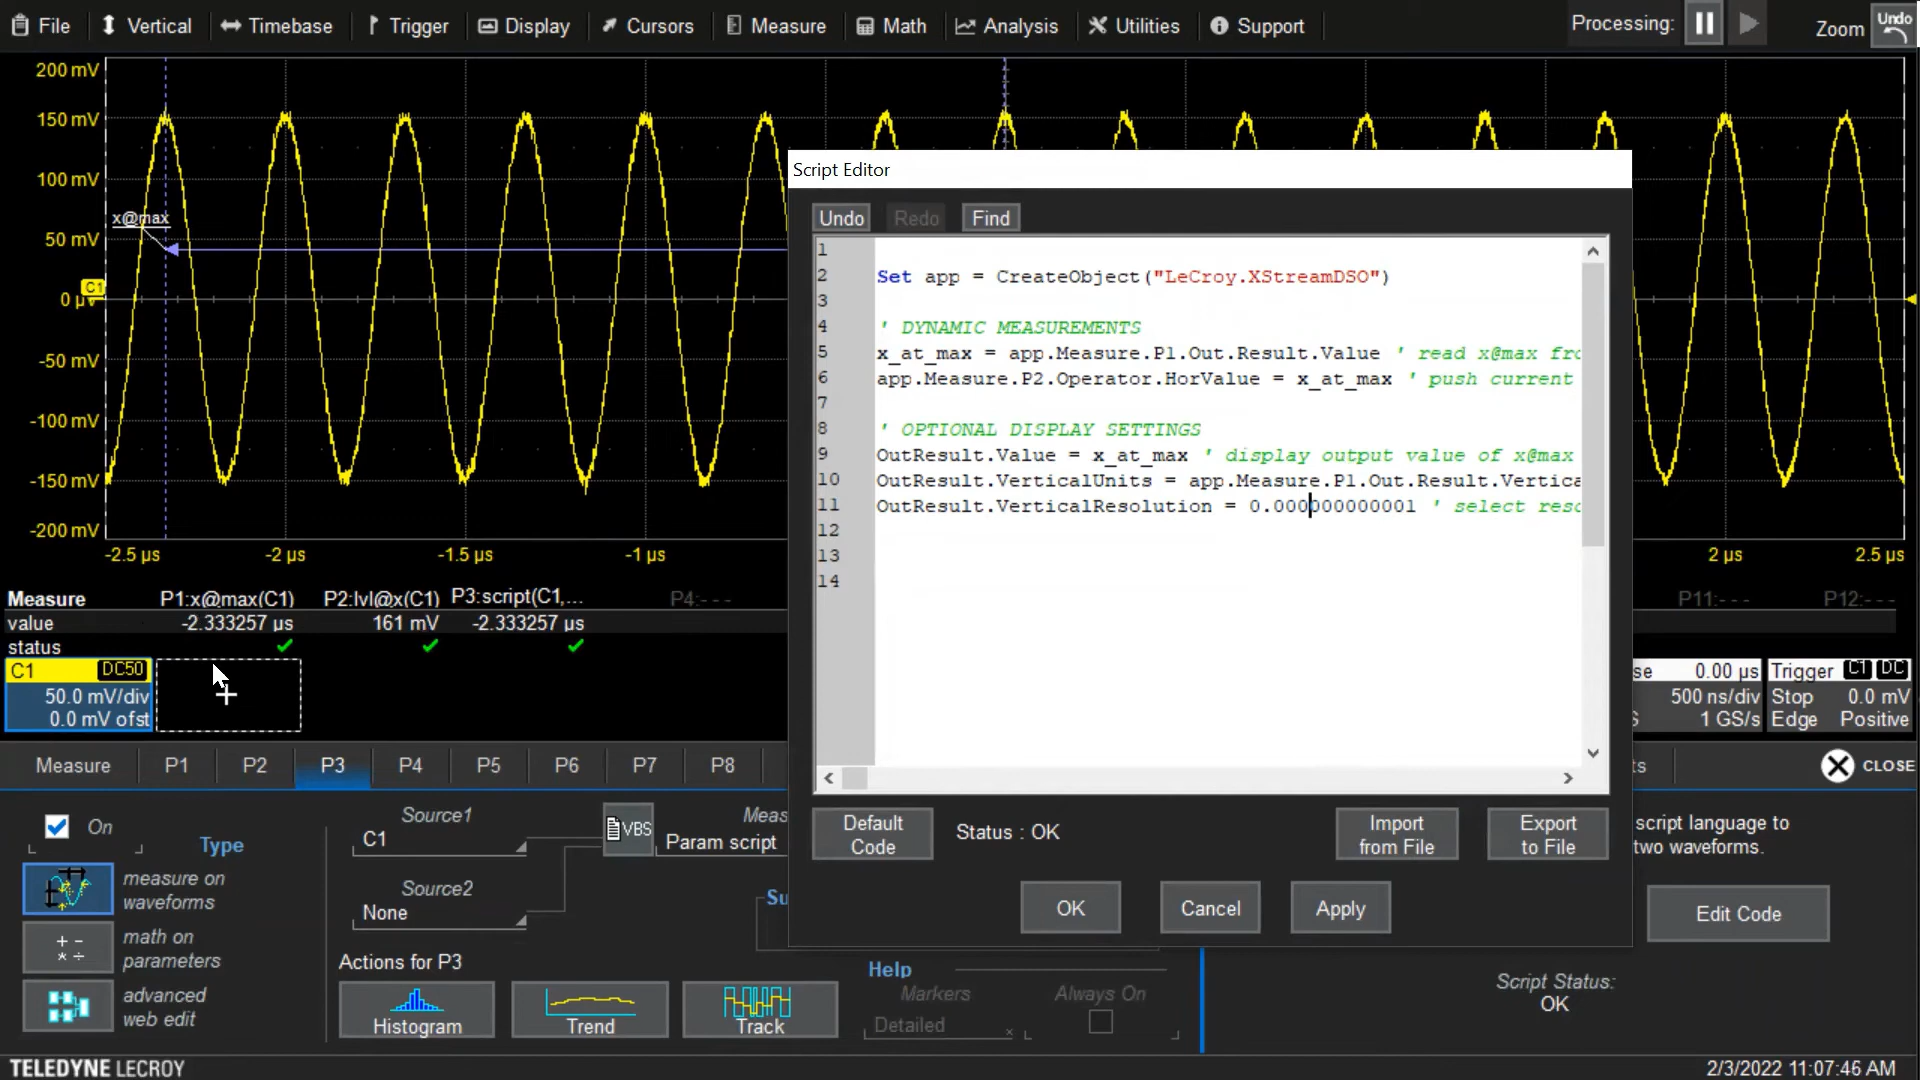 File Vertical Timebase Trigger Display Cursors Measure Math Analysis Utilities Support Processing: Zoom Undo
200 mV
150 mV
100 mV
50 mV
0 µV
-50 mV
-100 mV
-150 mV
-200 mV
x@max
C1
-2.5 µs -2 µs -1.5 µs -1 µs 2 µs 2.5 µs
Script Editor
Undo Redo Find
1
2 Set app = CreateObject("LeCroy.XStreamDSO")
3
4 ' DYNAMIC MEASUREMENTS
5 x_at_max = app.Measure.P1.Out.Result.Value ' read x@max fro
6 app.Measure.P2.Operator.HorValue = x_at_max ' push current
7
8 ' OPTIONAL DISPLAY SETTINGS
9 OutResult.Value = x_at_max ' display output value of x@max
10 OutResult.VerticalUnits = app.Measure.P1.Out.Result.Vertica
11 OutResult.VerticalResolution = 0.000000000001 ' select reso
12
13
14
Default Code
Status : OK
Import from File
Export to File
OK Cancel Apply
Measure P1:x@max(C1) P2:lvl@x(C1) P3:script(C1,... P4:- - - P11:- - - P12:- - -
value -2.333257 µs 161 mV -2.333257 µs
status
C1 DC50
50.0 mV/div
0.0 mV ofst
+
se 0.00 µs
500 ns/div
S 1 GS/s
Trigger C1 DC
Stop 0.0 mV
Edge Positive
Measure P1 P2 P3 P4 P5 P6 P7 P8 ts CLOSE
On
Type
measure on
waveforms
math on
parameters
advanced
web edit
Source1
C1
Source2
None
VBS
Meas
Param script
Su
Actions for P3
Histogram Trend Track
Help
Markers
Detailed
Always On
script language to
two waveforms.
Edit Code
Script Status:
OK
TELEDYNE LECROY
2/3/2022 11:07:46 AM